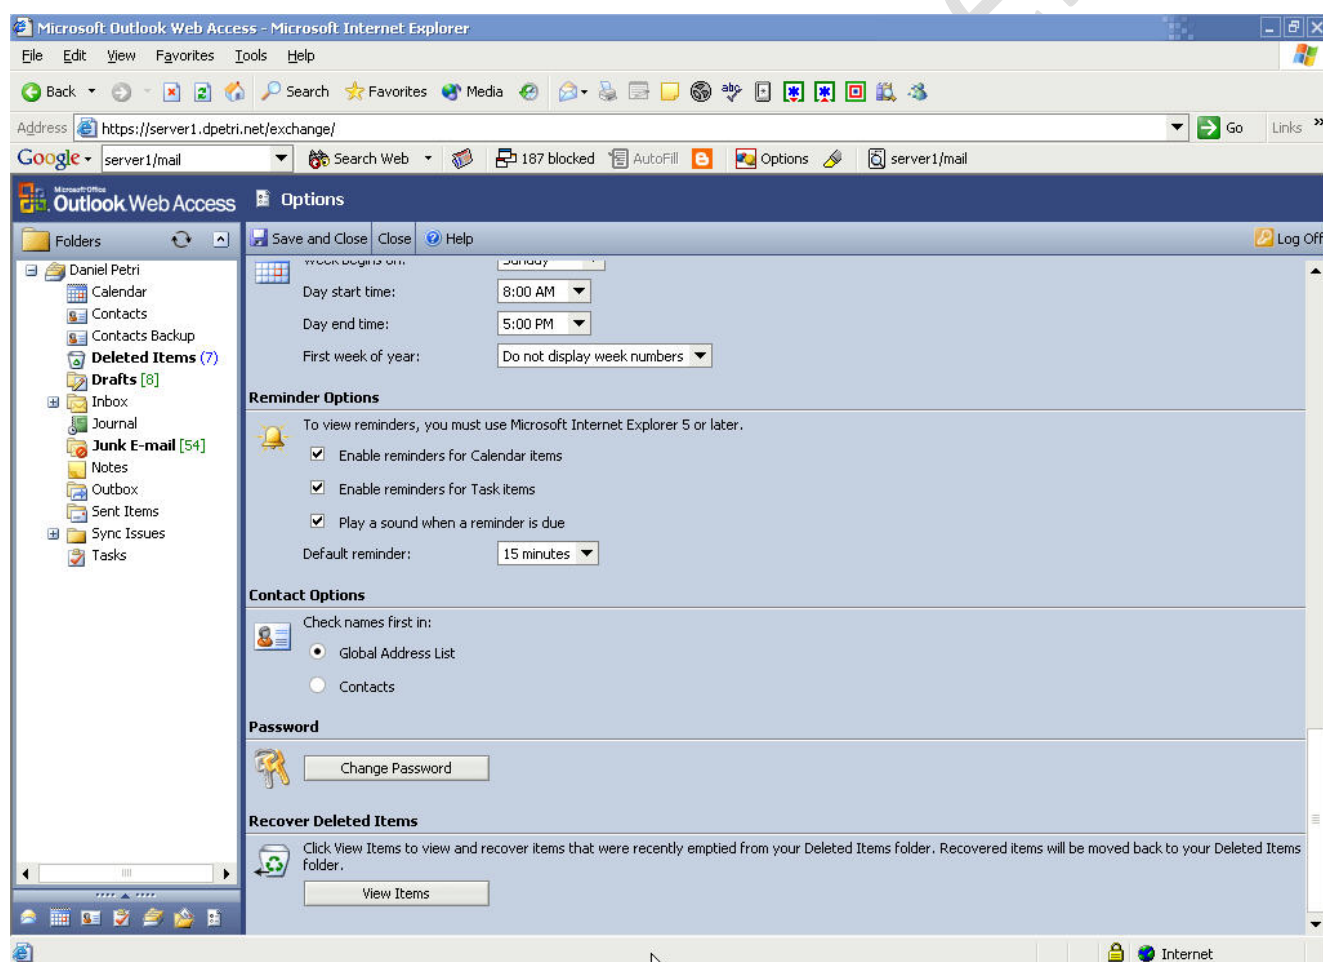 Microsoft Outlook Web Access - Microsoft Internet Explorer
File Edit View Favorites Tools Help
Back Search Favorites Media
Address https://server1.dpetri.net/exchange/ Go Links »
Google server1/mail Search Web 187 blocked AutoFill Options server1/mail
Microsoft Office
Outlook Web Access Options
Folders Save and Close Close Help Log Off
Daniel Petri
Calendar
Contacts
Contacts Backup
Deleted Items (7)
Drafts [8]
Inbox
Journal
Junk E-mail [54]
Notes
Outbox
Sent Items
Sync Issues
Tasks
Week begins on: Sunday
Day start time: 8:00 AM
Day end time: 5:00 PM
First week of year: Do not display week numbers
Reminder Options
To view reminders, you must use Microsoft Internet Explorer 5 or later.
Enable reminders for Calendar items
Enable reminders for Task items
Play a sound when a reminder is due
Default reminder: 15 minutes
Contact Options
Check names first in:
Global Address List
Contacts
Password
Change Password
Recover Deleted Items
Click View Items to view and recover items that were recently emptied from your Deleted Items folder. Recovered items will be moved back to your Deleted Items
folder.
View Items
Internet